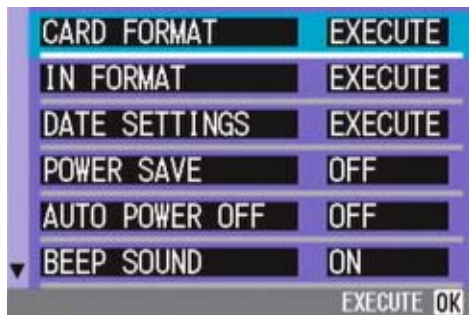 CARD FORMAT EXECUTE
IN FORMAT EXECUTE
DATE SETTINGS EXECUTE
POWER SAVE OFF
AUTO POWER OFF OFF
BEEP SOUND ON
EXECUTE OK